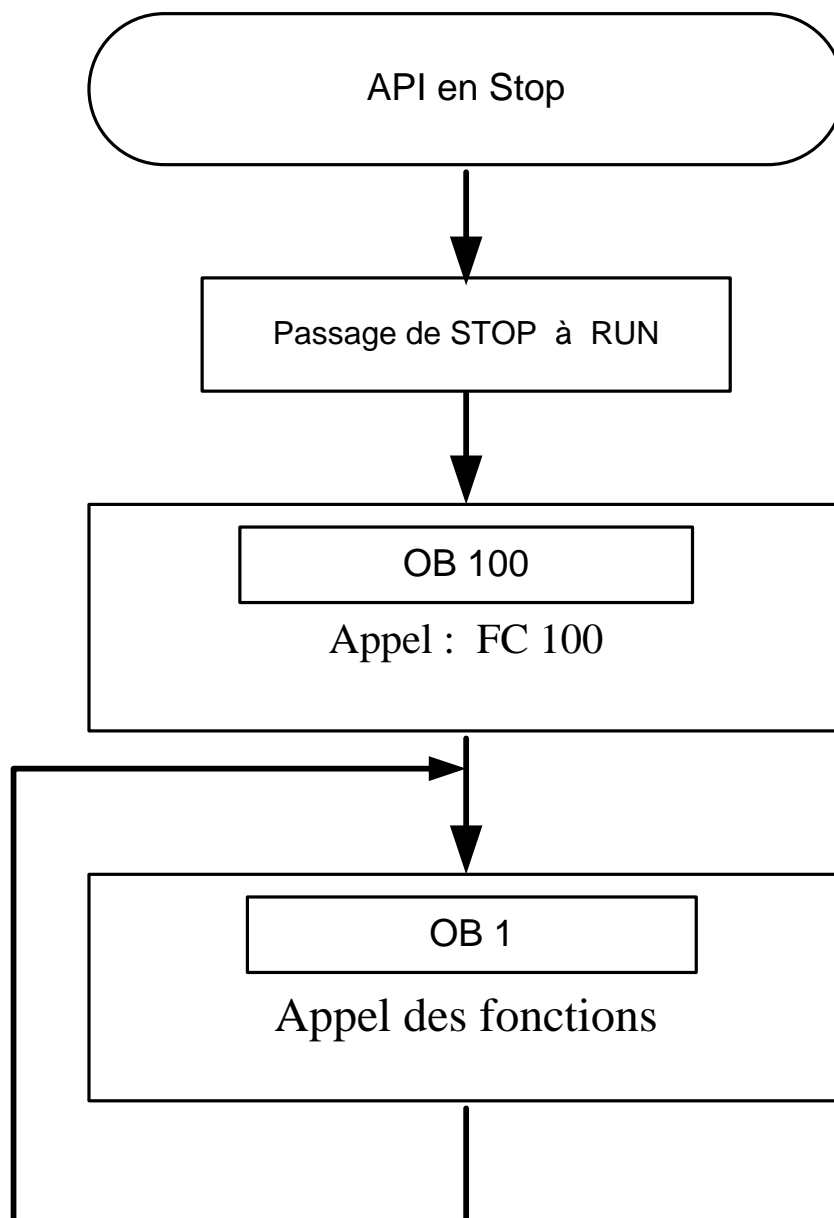 API en Stop
Passage de STOP à RUN
OB 100
Appel : FC 100
OB 1
Appel des fonctions